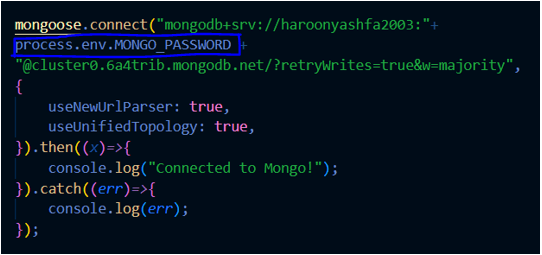 mongoose.connect("mongodb+srv://haroonyashfa2003:"+
process.env.MONGO_PASSWORD +
"@cluster0.6a4trib.mongodb.net/?retryWrites=true&w=majority",
{
useNewUrlParser: true,
useUnifiedTopology: true,
}).then((x)=>{
console.log("Connected to Mongo!");
}).catch((err)=>{
console.log(err);
});